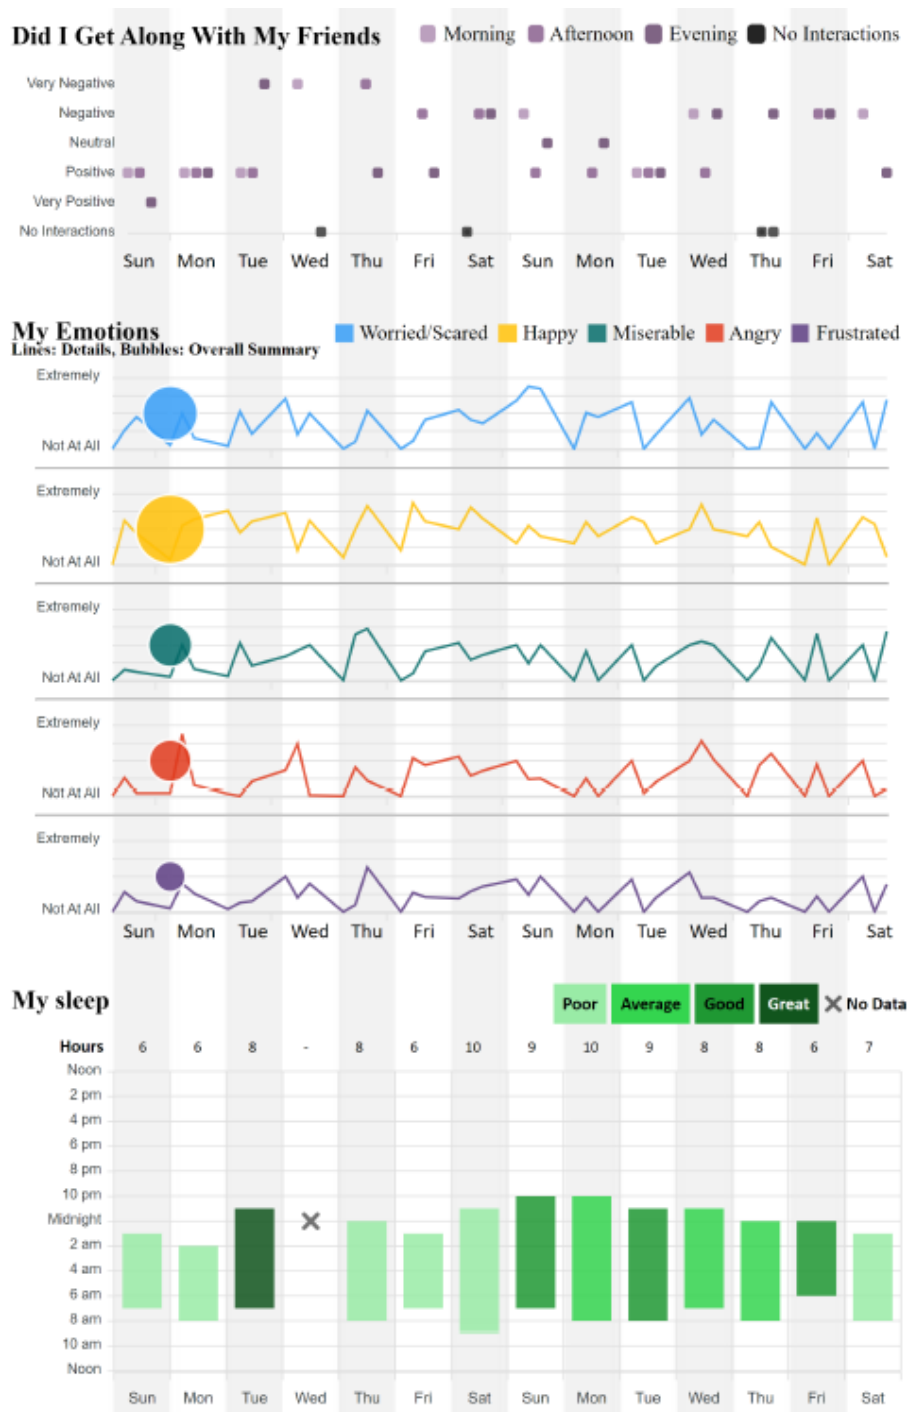 Did I Get Along With My Friends Morning Afternoon Evening No Interactions
Very Negative
Negative
Neutral
Positive
Very Positive
No Interactions
Sun Mon Tue Wed Thu Fri Sat Sun Mon Tue Wed Thu Fri Sat
My Emotions Worried/Scared Happy Miserable Angry Frustrated
Lines: Details, Bubbles: Overall Summary
Extremely
Not At All
Extremely
Not At All
Extremely
Not At All
Extremely
Not At All
Extremely
Not At All
Sun Mon Tue Wed Thu Fri Sat Sun Mon Tue Wed Thu Fri Sat
My sleep Poor Average Good Great No Data
Hours 6 6 8 - 8 6 10 9 10 9 8 8 6 7
Noon
2 pm
4 pm
6 pm
8 pm
10 pm
Midnight
2 am
4 am
6 am
8 am
10 am
Noon
Sun Mon Tue Wed Thu Fri Sat Sun Mon Tue Wed Thu Fri Sat